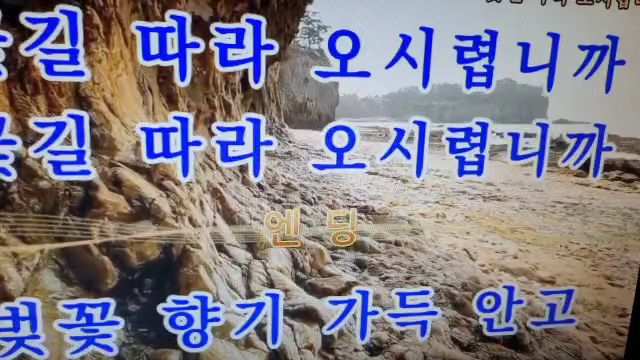 길 따라 오시렵니까
길 따라 오시렵니까
엔딩
벚꽃 향기 가득 안고